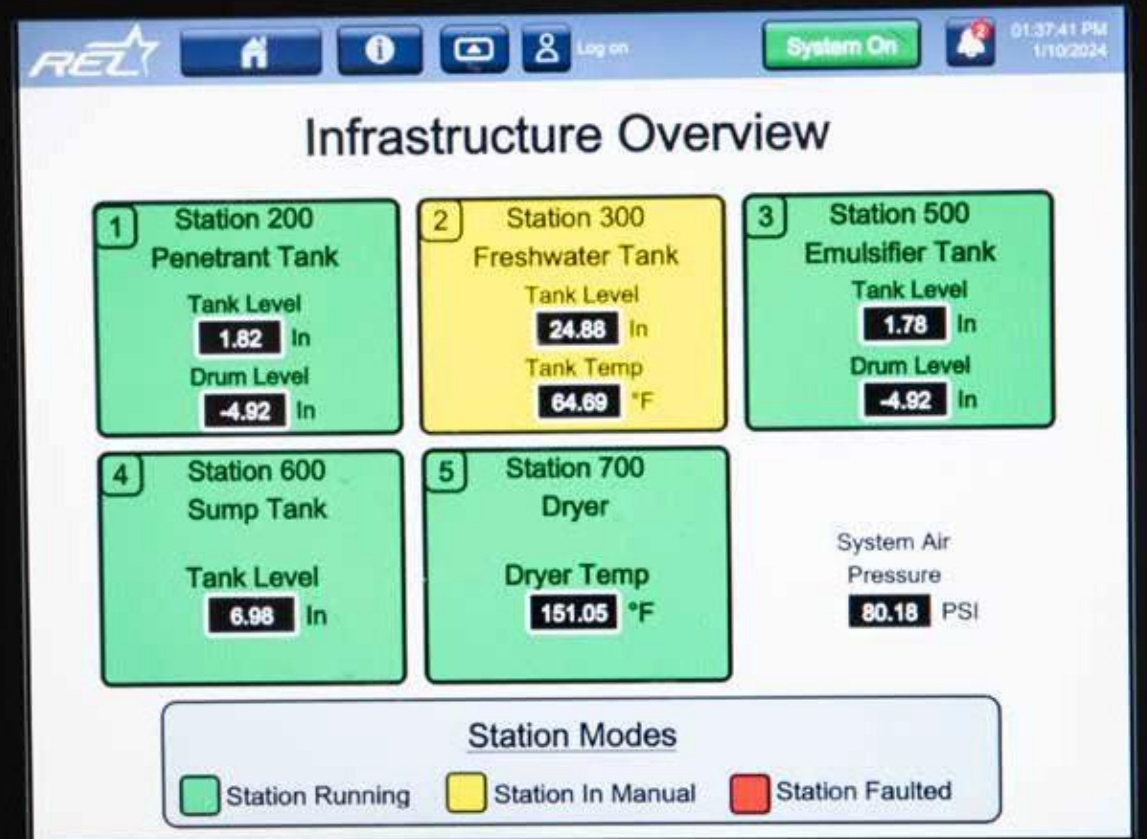 REL
Log on
System On
2
01:37:41 PM
1/10/2024
Infrastructure Overview
1
Station 200
Penetrant Tank
Tank Level
1.82 In
Drum Level
-4.92 In
2
Station 300
Freshwater Tank
Tank Level
24.88 In
Tank Temp
64.69 °F
3
Station 500
Emulsifier Tank
Tank Level
1.78 In
Drum Level
-4.92 In
4
Station 600
Sump Tank
Tank Level
6.98 In
5
Station 700
Dryer
Dryer Temp
151.05 °F
System Air
Pressure
80.18 PSI
Station Modes
Station Running
Station In Manual
Station Faulted